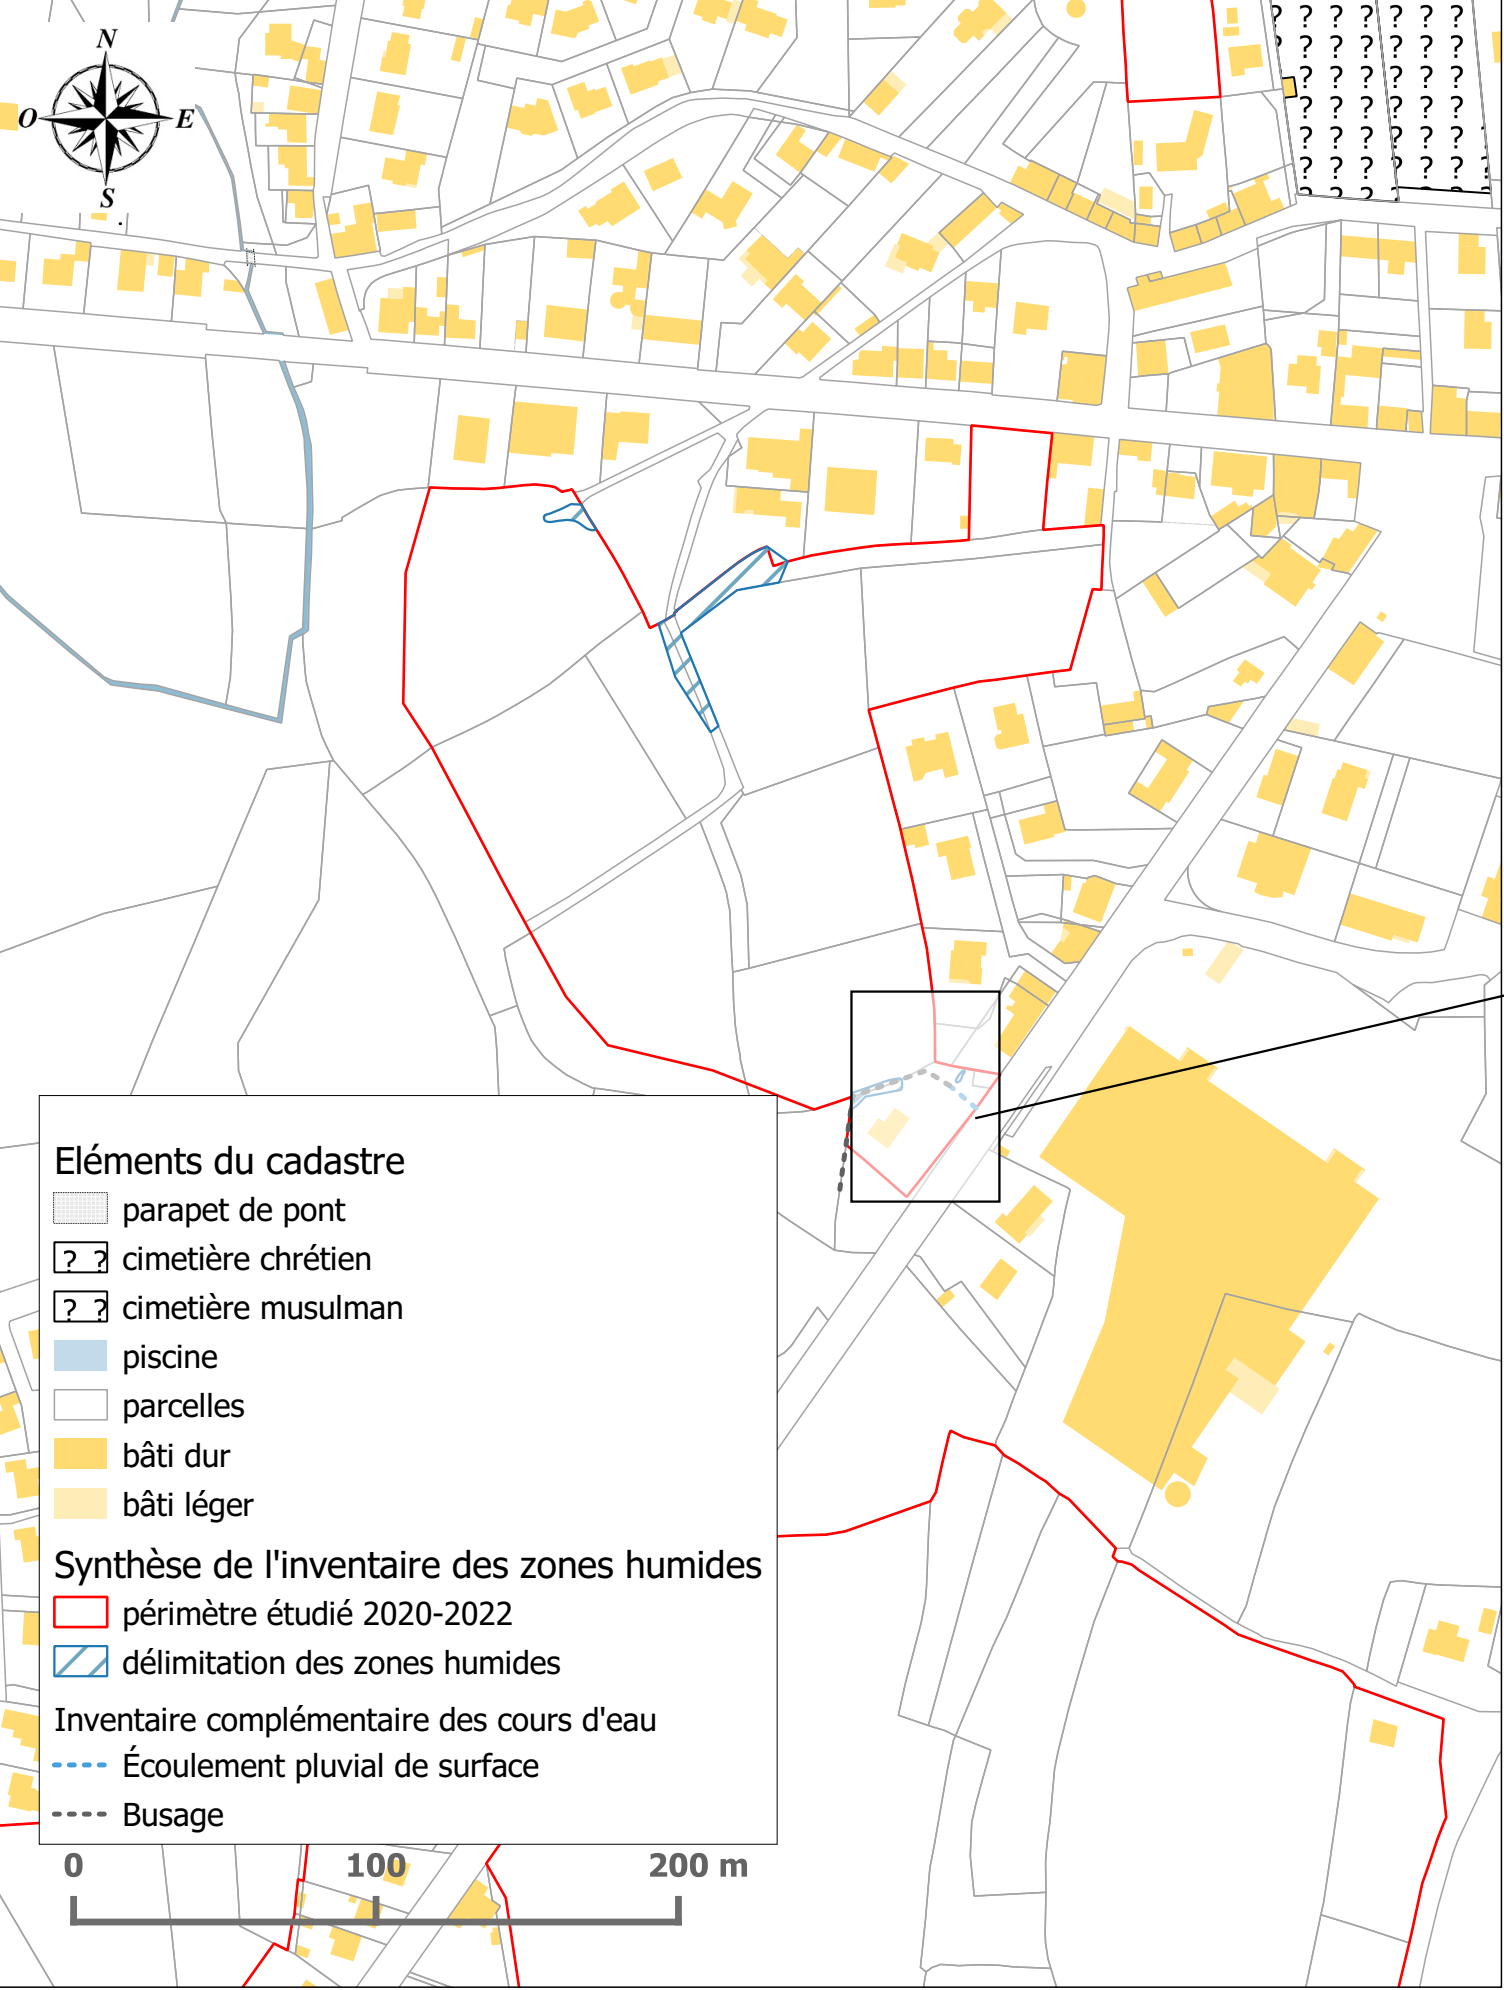 N
O E
S
Eléments du cadastre
parapet de pont
? ? cimetière chrétien
? ? cimetière musulman
piscine
parcelles
bâti dur
bâti léger
Synthèse de l'inventaire des zones humides
périmètre étudié 2020-2022
délimitation des zones humides
Inventaire complémentaire des cours d'eau
Écoulement pluvial de surface
Busage
0 100 200 m